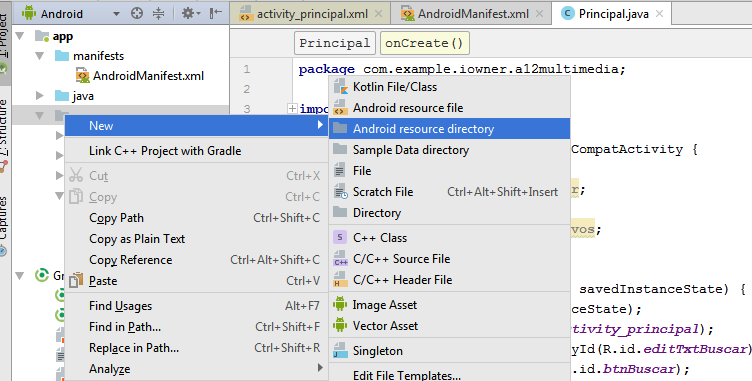 1: Project
Z: Structure
Captures
Android
app
manifests
AndroidManifest.xml
java
activity_principal.xml
AndroidManifest.xml
Principal.java
Principal
onCreate()
1 package com.example.iowner.a12multimedia;
2
3 impo
CompatActivity {
r;
vos;
savedInstanceState) {
ceState);
ctivity_principal);
yId(R.id.editTxtBuscar)
.id.btnBuscar);
New
Link C++ Project with Gradle
Cut Ctrl+X
Copy Ctrl+C
Copy Path Ctrl+Shift+C
Copy as Plain Text
Copy Reference Ctrl+Alt+Shift+C
Paste Ctrl+V
Find Usages Alt+F7
Find in Path... Ctrl+Shift+F
Replace in Path... Ctrl+Shift+R
Analyze
Kotlin File/Class
Android resource file
Android resource directory
Sample Data directory
File
Scratch File Ctrl+Alt+Shift+Insert
Directory
C++ Class
C/C++ Source File
C/C++ Header File
Image Asset
Vector Asset
Singleton
Edit File Templates...